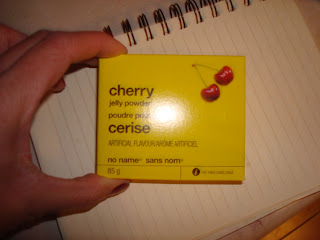 cherry
jelly powder
poudre pour
cerise
ARTIFICIAL FLAVOUR/ARÔME ARTIFICIEL
no name® sans nom®
85 g